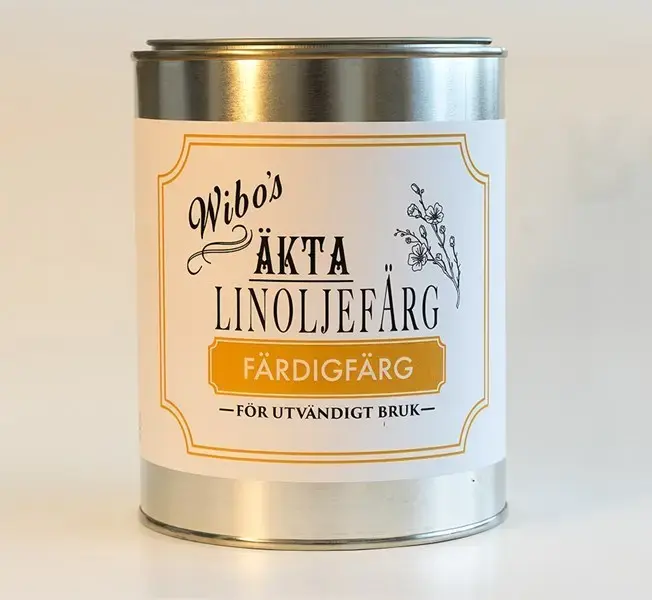 Wibo's
ÄKTA
LINOLJEFÄRG
FÄRDIGFÄRG
—FÖR UTVÄNDIGT BRUK—